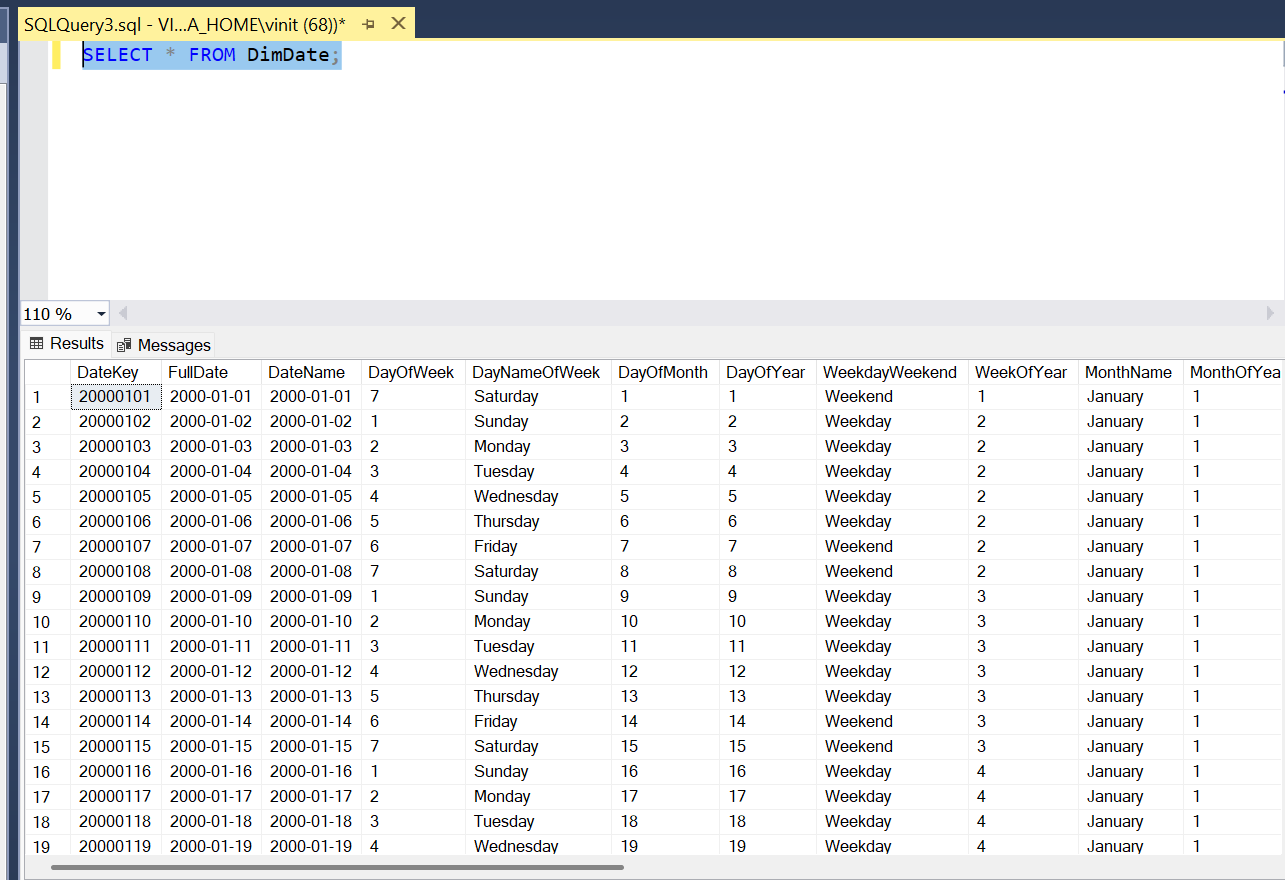 SQLQuery3.sql - VI...A_HOME\vinit (68))*
SELECT * FROM DimDate;
110 %
Results Messages
DateKey FullDate DateName DayOfWeek DayNameOfWeek DayOfMonth DayOfYear WeekdayWeekend WeekOfYear MonthName MonthOfYea
1 20000101 2000-01-01 2000-01-01 7 Saturday 1 1 Weekend 1 January 1
2 20000102 2000-01-02 2000-01-02 1 Sunday 2 2 Weekday 2 January 1
3 20000103 2000-01-03 2000-01-03 2 Monday 3 3 Weekday 2 January 1
4 20000104 2000-01-04 2000-01-04 3 Tuesday 4 4 Weekday 2 January 1
5 20000105 2000-01-05 2000-01-05 4 Wednesday 5 5 Weekday 2 January 1
6 20000106 2000-01-06 2000-01-06 5 Thursday 6 6 Weekday 2 January 1
7 20000107 2000-01-07 2000-01-07 6 Friday 7 7 Weekend 2 January 1
8 20000108 2000-01-08 2000-01-08 7 Saturday 8 8 Weekend 2 January 1
9 20000109 2000-01-09 2000-01-09 1 Sunday 9 9 Weekday 3 January 1
10 20000110 2000-01-10 2000-01-10 2 Monday 10 10 Weekday 3 January 1
11 20000111 2000-01-11 2000-01-11 3 Tuesday 11 11 Weekday 3 January 1
12 20000112 2000-01-12 2000-01-12 4 Wednesday 12 12 Weekday 3 January 1
13 20000113 2000-01-13 2000-01-13 5 Thursday 13 13 Weekday 3 January 1
14 20000114 2000-01-14 2000-01-14 6 Friday 14 14 Weekend 3 January 1
15 20000115 2000-01-15 2000-01-15 7 Saturday 15 15 Weekend 3 January 1
16 20000116 2000-01-16 2000-01-16 1 Sunday 16 16 Weekday 4 January 1
17 20000117 2000-01-17 2000-01-17 2 Monday 17 17 Weekday 4 January 1
18 20000118 2000-01-18 2000-01-18 3 Tuesday 18 18 Weekday 4 January 1
19 20000119 2000-01-19 2000-01-19 4 Wednesday 19 19 Weekday 4 January 1